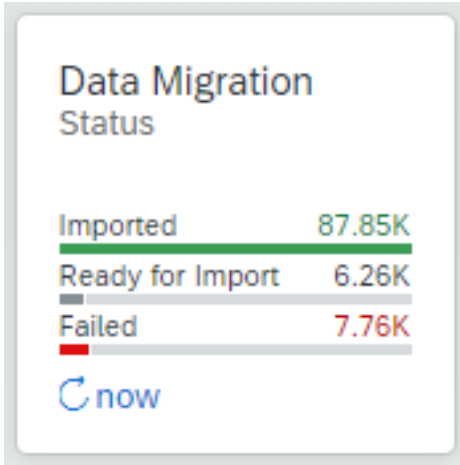 Data Migration
Status
Imported 87.85K
Ready for Import 6.26K
Failed 7.76K
now